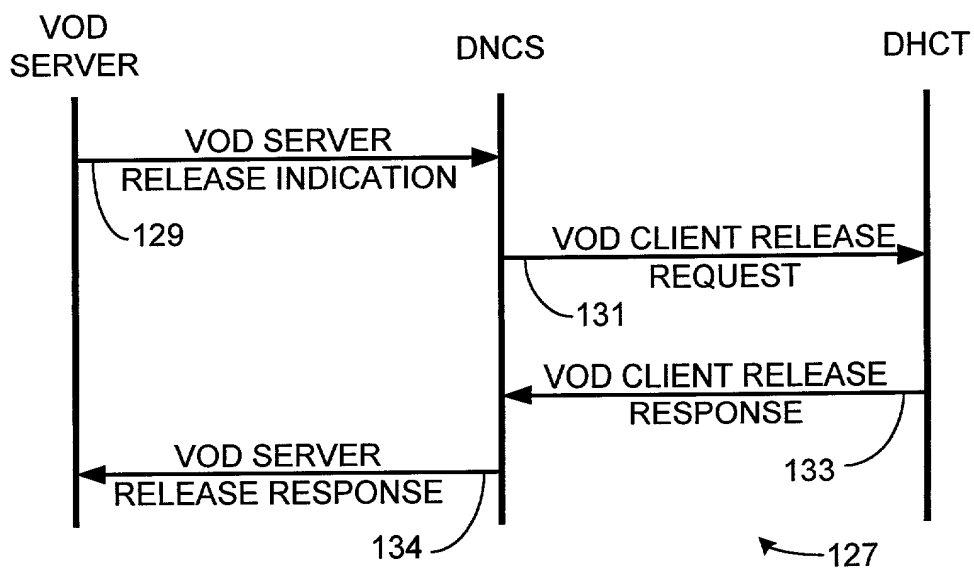 VOD
SERVER
DNCS
DHCT
VOD SERVER
RELEASE INDICATION
129
VOD CLIENT RELEASE
REQUEST
131
VOD CLIENT RELEASE
RESPONSE
133
VOD SERVER
RELEASE RESPONSE
134
127